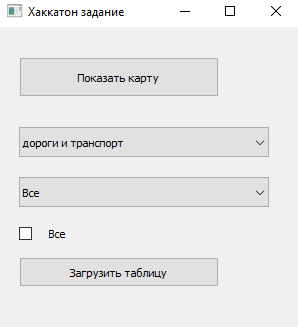 Хаккатон задание
Показать карту
дороги и транспорт
Все
Все
Загрузить таблицу